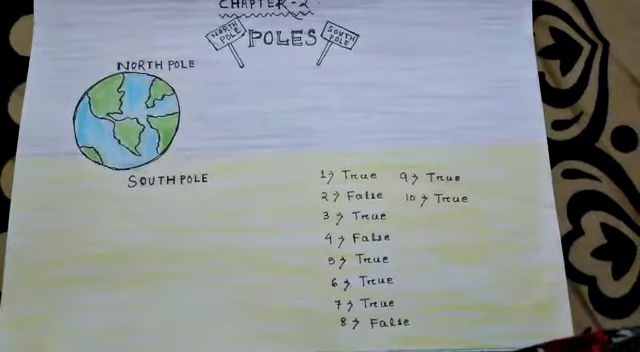 CHAPTER-2
NORTH
POLE
POLES
SOUTH
POLE
NORTH POLE
SOUTH POLE
1) True
2) False
3) True
4) False
5) True
6) True
7) True
8) False
9) True
10) True